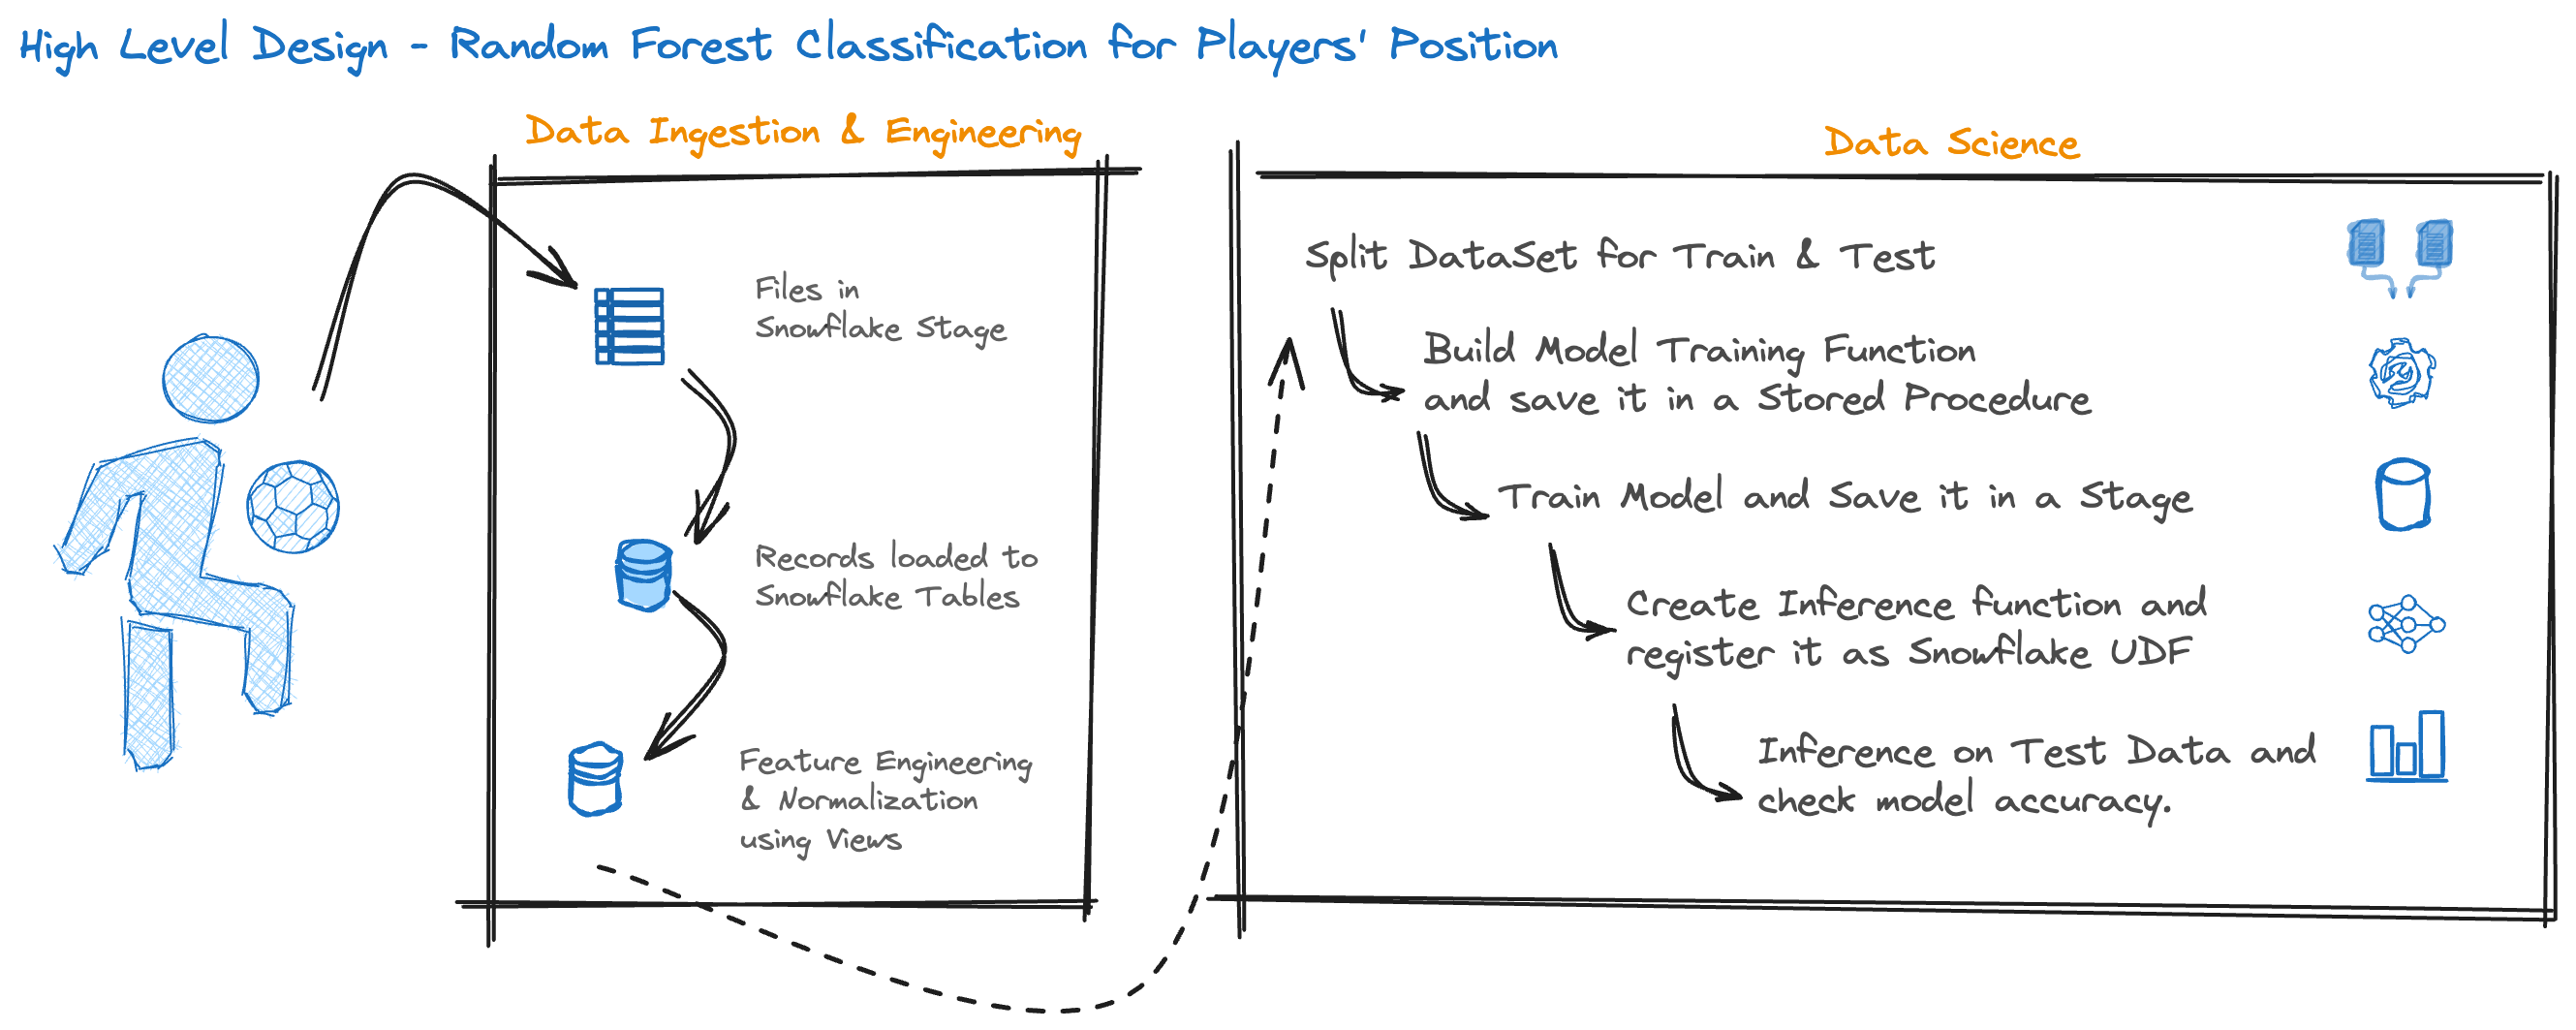 High Level Design - Random Forest Classification for Players' Position
Data Ingestion & Engineering
Files in
Snowflake Stage
Records loaded to
Snowflake Tables
Feature Engineering
& Normalization
using Views
Data Science
Split DataSet for Train & Test
Build Model Training Function
and save it in a Stored Procedure
Train Model and Save it in a Stage
Create Inference function and
register it as Snowflake UDF
Inference on Test Data and
check model accuracy.